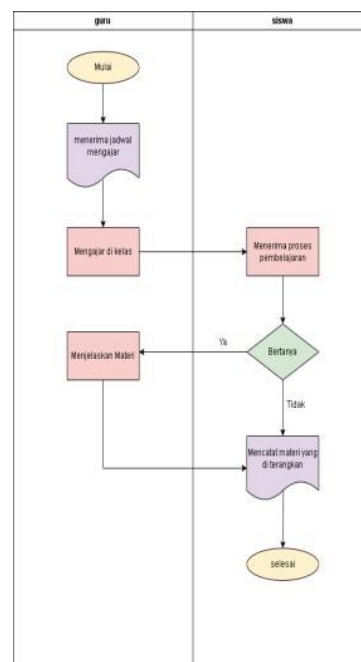 guru
siswa
Mulai
menerima jadwal
mengajar
Mengajar di kelas
Menerima proses
pembelajaran
Ya
Bertanya
Menjelaskan Materi
Tidak
Mencatat materi yang
di terangkan
selesai